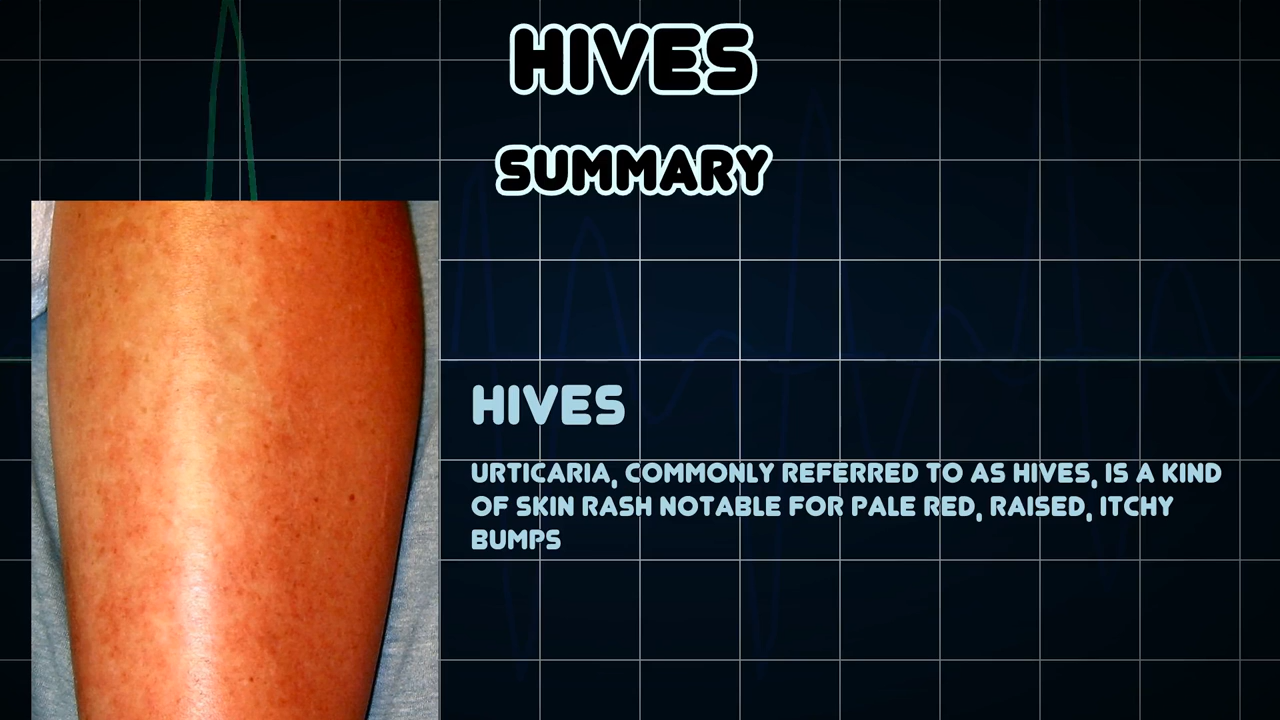 HIVES
SUMMARY
HIVES
URTICARIA, COMMONLY REFERRED TO AS HIVES, IS A KIND
OF SKIN RASH NOTABLE FOR PALE RED, RAISED, ITCHY
BUMPS